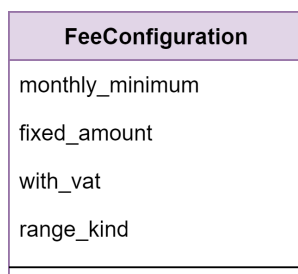 FeeConfiguration
monthly_minimum
fixed_amount
with_vat
range_kind